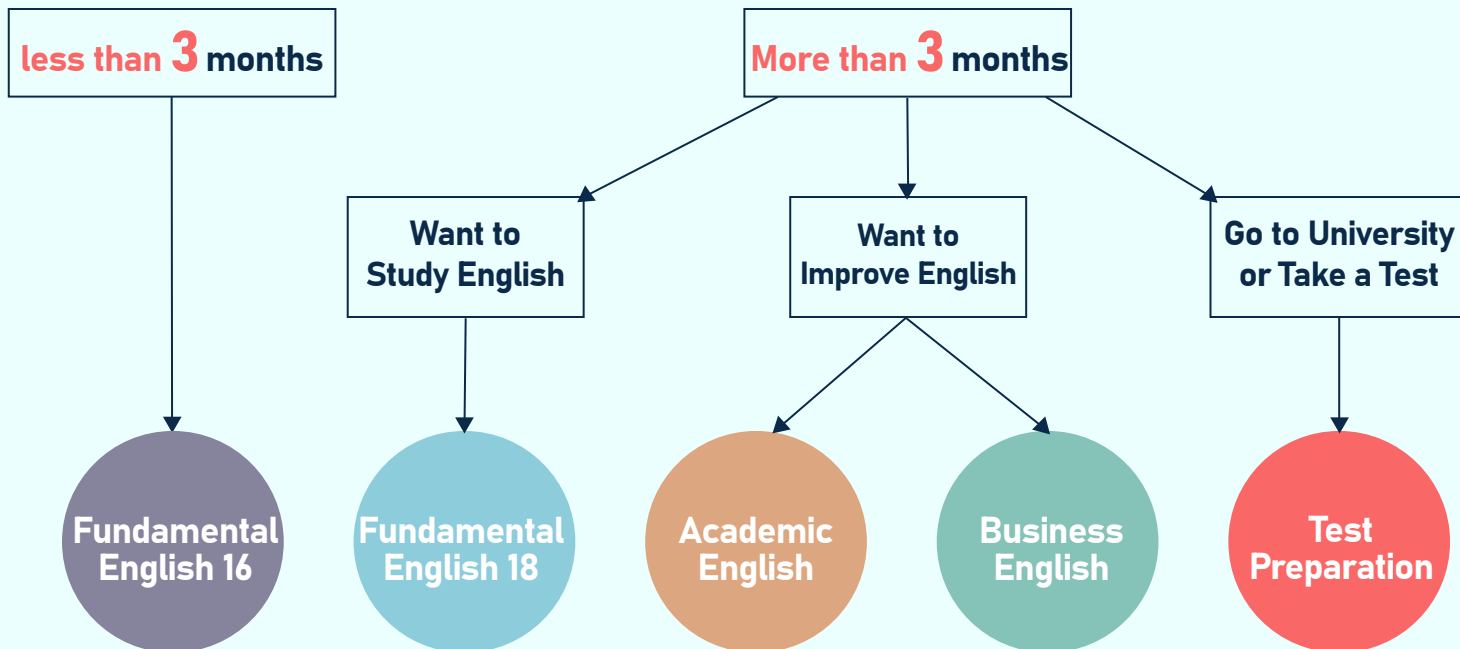 less than 3 months
More than 3 months
Want to
Study English
Want to
Improve English
Go to University
or Take a Test
Fundamental
English 16
Fundamental
English 18
Academic
English
Business
English
Test
Preparation